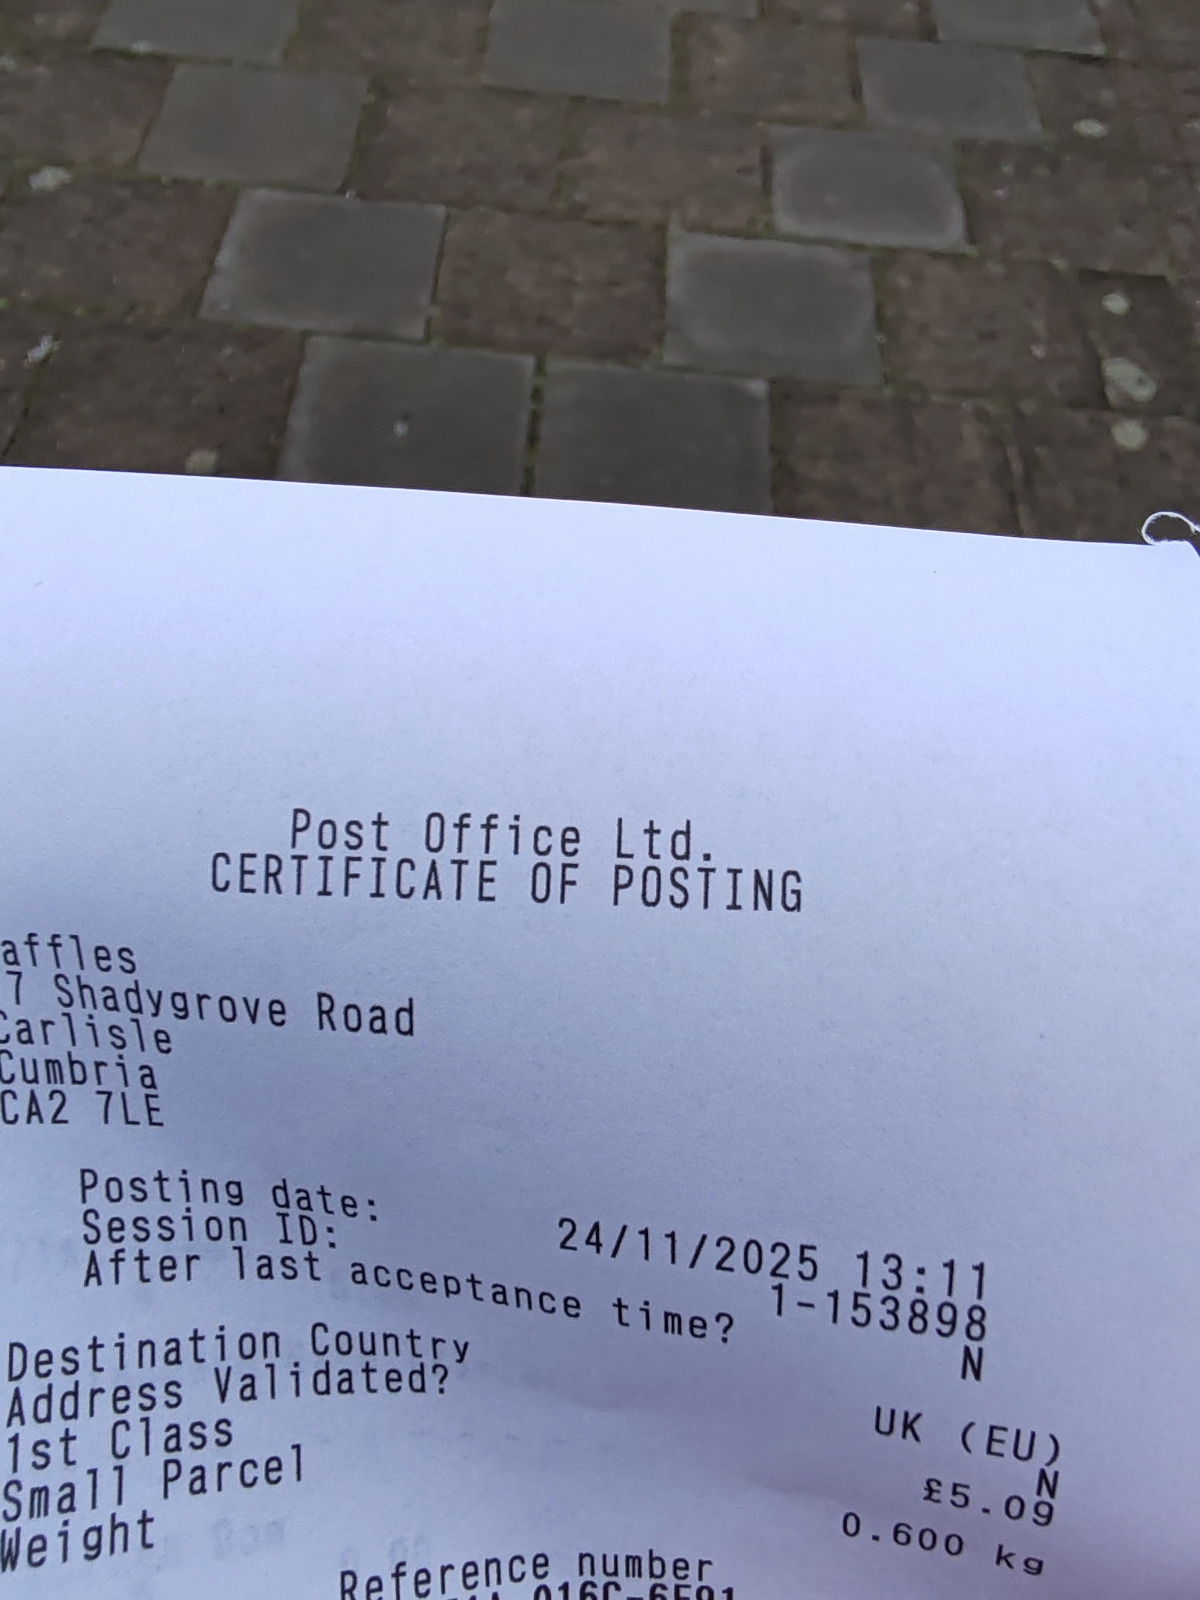 Post Office Ltd.
CERTIFICATE OF POSTING
affles
7 Shadygrove Road
Carlisle
Cumbria
CA2 7LE
Posting date: 24/11/2025 13:11
Session ID: 1-153898
After last acceptance time? N
Destination Country UK (EU)
Address Validated? N
1st Class £5.09
Small Parcel
Weight 0.600 kg
Reference number
016C-6F91